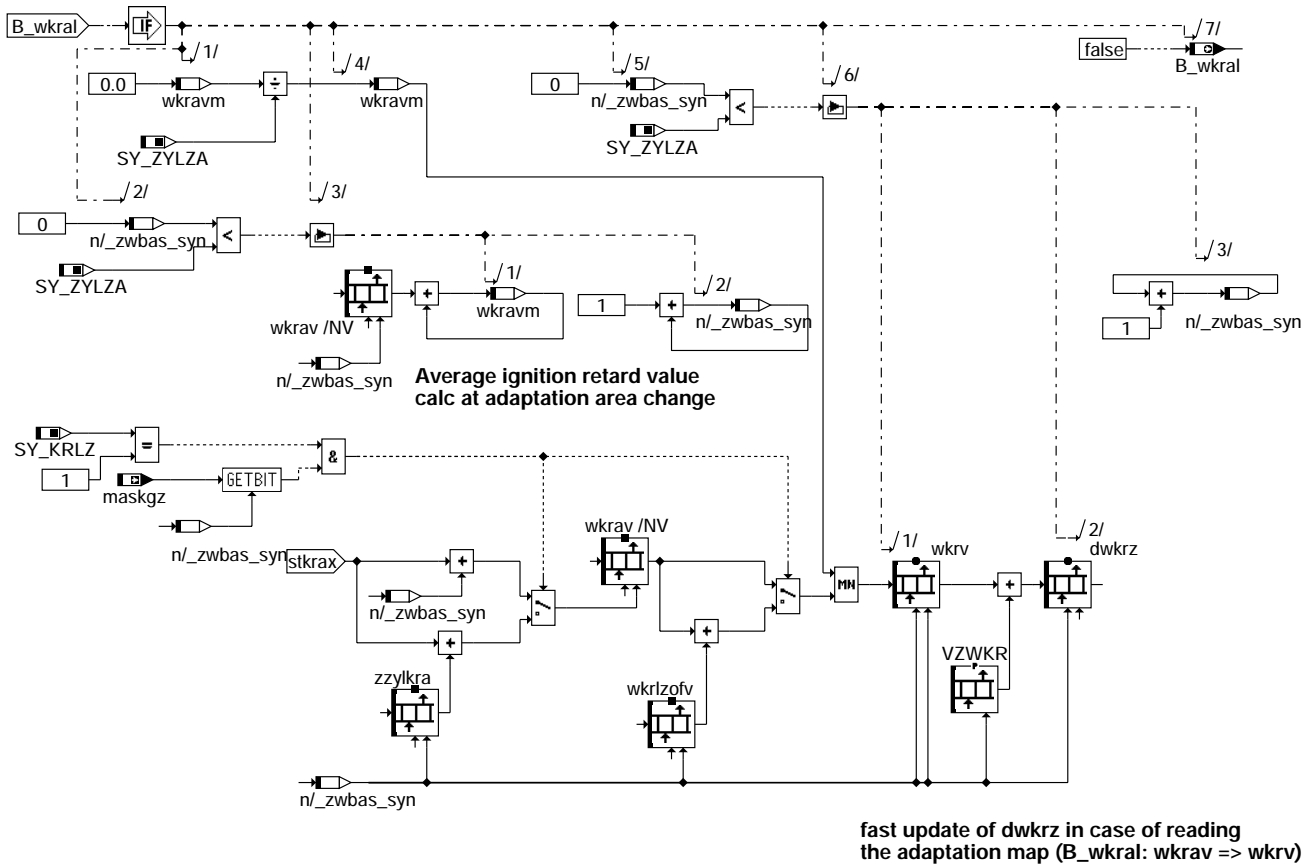 B_wkral
IF
/1/
/4/
/5/
/6/
/7/
false
B_wkral
0.0
wkravm
÷
wkravm
0
n/_zwbas_syn
<
SY_ZYLZA
SY_ZYLZA
/2/
/3/
0
n/_zwbas_syn
<
SY_ZYLZA
/1/
wkrav /NV
+
wkravm
/2/
1
+
n/_zwbas_syn
n/_zwbas_syn
/3/
+
1
n/_zwbas_syn
Average ignition retard value
calc at adaptation area change
SY_KRLZ
=
1
&
maskgz
GETBIT
n/_zwbas_syn
stkrax
+
n/_zwbas_syn
+
zzylkra
wkrav /NV
+
wkrlzofv
MN
/1/
wkrv
+
/2/
dwkrz
VZWKR
P
n/_zwbas_syn
fast update of dwkrz in case of reading
the adaptation map (B_wkral: wkrav => wkrv)